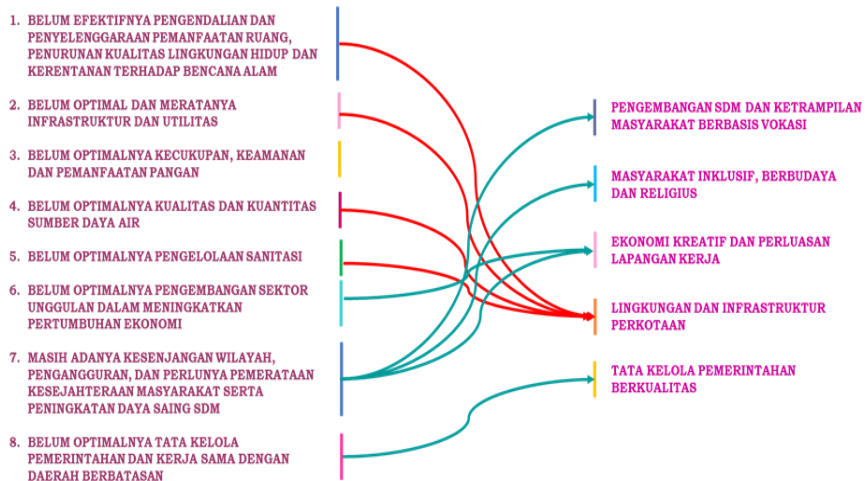 1. BELUM EFEKTIFNYA PENGENDALIAN DAN
PENYELENGGARAAN PEMANFAATAN RUANG,
PENURUNAN KUALITAS LINGKUNGAN HIDUP DAN
KERENTANAN TERHADAP BENCANA ALAM
2. BELUM OPTIMAL DAN MERATANYA
INFRASTRUKTUR DAN UTILITAS
3. BELUM OPTIMALNYA KECUKUPAN, KEAMANAN
DAN PEMANFAATAN PANGAN
4. BELUM OPTIMALNYA KUALITAS DAN KUANTITAS
SUMBER DAYA AIR
5. BELUM OPTIMALNYA PENGELOLAAN SANITASI
6. BELUM OPTIMALNYA PENGEMBANGAN SEKTOR
UNGGULAN DALAM MENINGKATKAN
PERTUMBUHAN EKONOMI
7. MASIH ADANYA KESENJANGAN WILAYAH,
PENGANGGURAN, DAN PERLUNYA PEMERATAAN
KESEJAHTERAAN MASYARAKAT SERTA
PENINGKATAN DAYA SAING SDM
8. BELUM OPTIMALNYA TATA KELOLA
PEMERINTAHAN DAN KERJA SAMA DENGAN
DAERAH BERBATASAN
PENGEMBANGAN SDM DAN KETRAMPILAN
MASYARAKAT BERBASIS VOKASI
MASYARAKAT INKLUSIF, BERBUDAYA
DAN RELIGIUS
EKONOMI KREATIF DAN PERLUASAN
LAPANGAN KERJA
LINGKUNGAN DAN INFRASTRUKTUR
PERKOTAAN
TATA KELOLA PEMERINTAHAN
BERKUALITAS